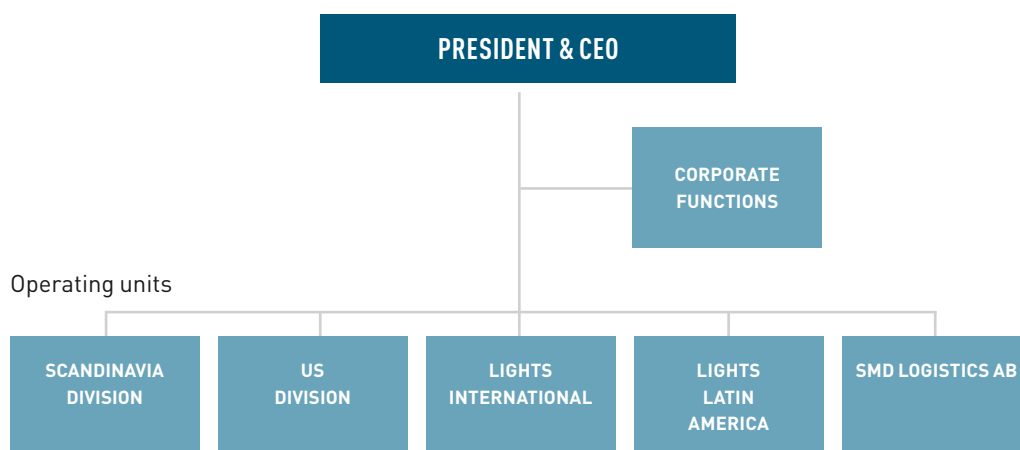 PRESIDENT & CEO
CORPORATE
FUNCTIONS
Operating units
SCANDINAVIA
DIVISION
US
DIVISION
LIGHTS
INTERNATIONAL
LIGHTS
LATIN
AMERICA
SMD LOGISTICS AB